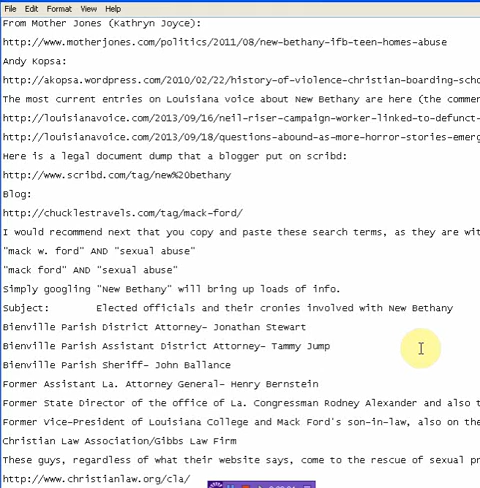 File Edit Format View Help
From Mother Jones (Kathryn Joyce):
http://www.motherjones.com/politics/2011/08/new-bethany-ifb-teen-homes-abuse
Andy Kopsa:
http://akopsa.wordpress.com/2010/02/22/history-of-violence-christian-boarding-scho
The most current entries on Louisiana voice about New Bethany are here (the comme
http://louisianavoice.com/2013/09/16/neil-riser-campaign-worker-linked-to-defunct-
http://louisianavoice.com/2013/09/18/questions-abound-as-more-horror-stories-emerg
Here is a legal document dump that a blogger put on scribd:
http://www.scribd.com/tag/new%20bethany
Blog:
http://chucklestravels.com/tag/mack-ford/
I would recommend next that you copy and paste these search terms, as they are wit
"mack w. ford" AND "sexual abuse"
"mack ford" AND "sexual abuse"
Simply googling "New Bethany" will bring up loads of info.
Subject: Elected officials and their cronies involved with New Bethany
Bienville Parish District Attorney- Jonathan Stewart
Bienville Parish Assistant District Attorney- Tammy Jump
Bienville Parish Sheriff- John Ballance
Former Assistant La. Attorney General- Henry Bernstein
Former State Director of the office of La. Congressman Rodney Alexander and also t
Former Vice-President of Louisiana College and Mack Ford's son-in-law, also on the
Christian Law Association/Gibbs Law Firm
These guys, regardless of what their website says, come to the rescue of sexual pr
http://www.christianlaw.org/cla/